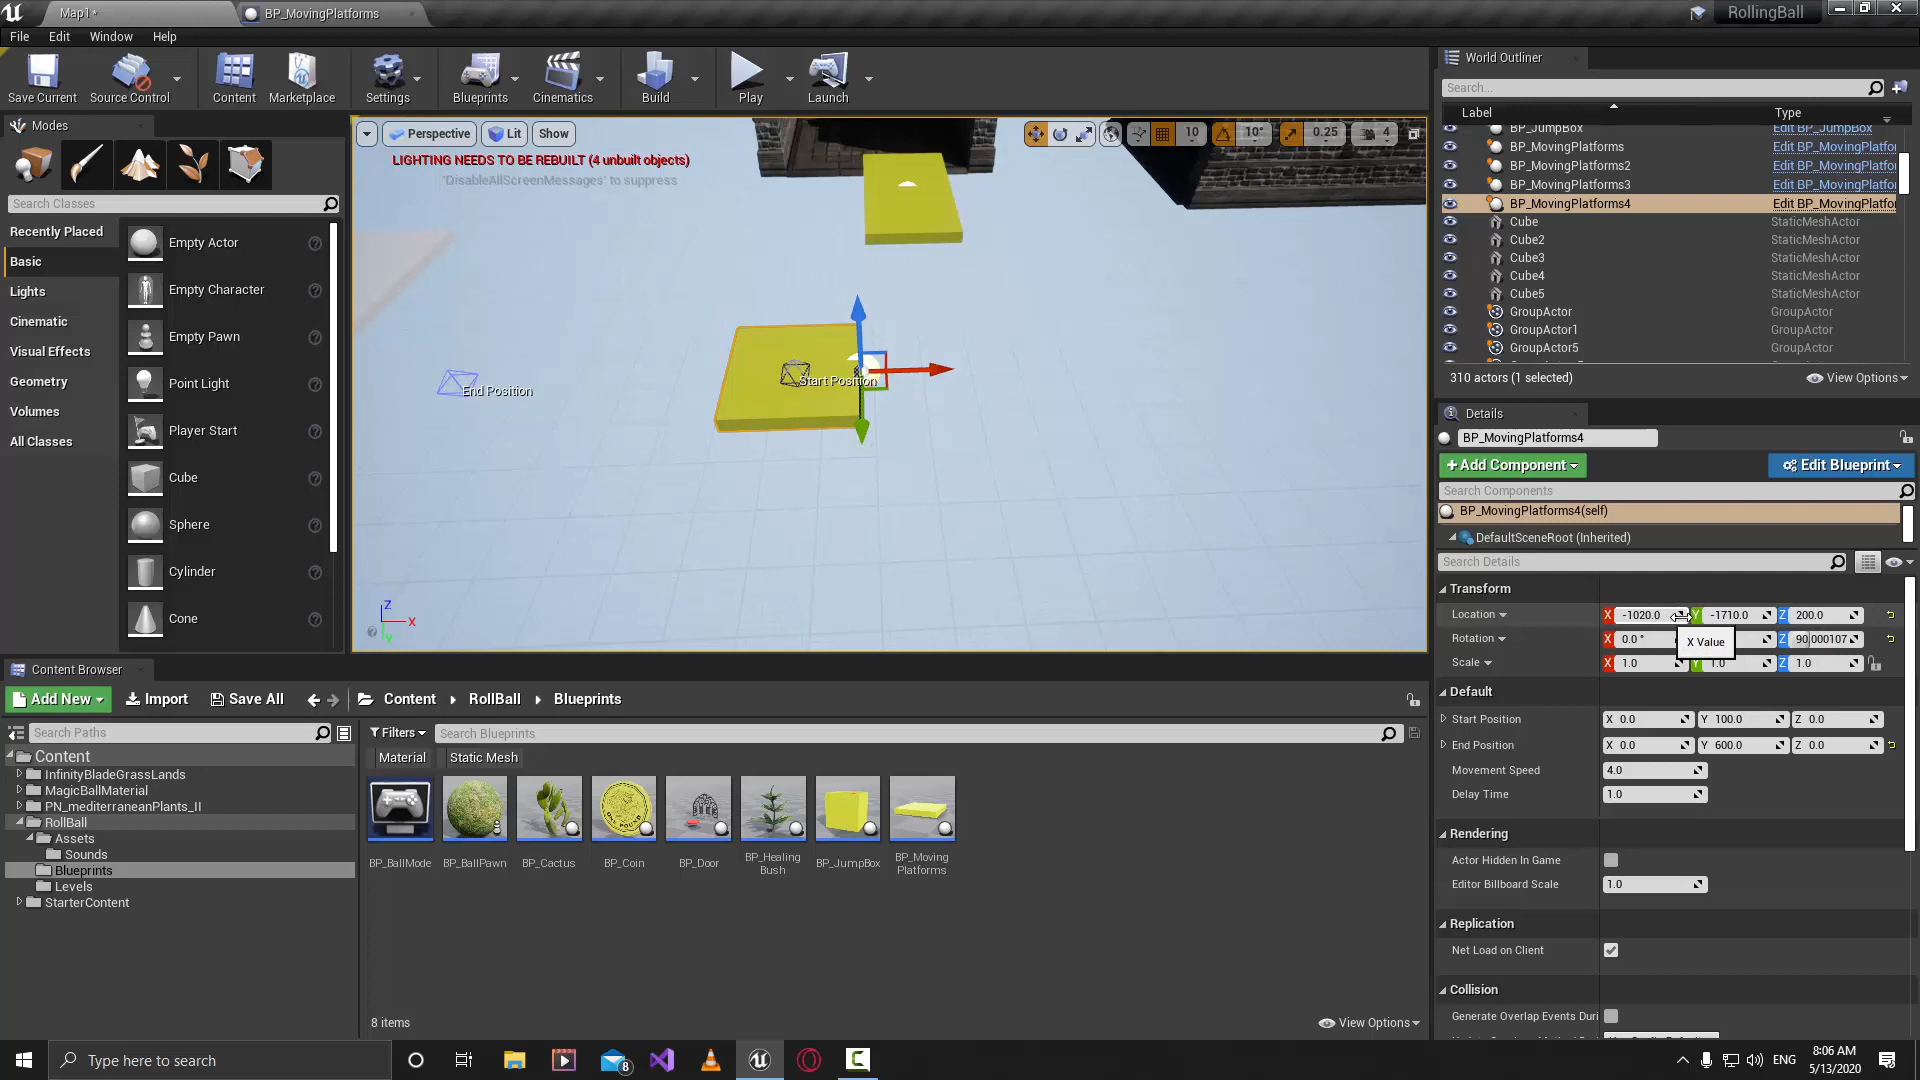 Map1*
BP_MovingPlatforms
RollingBall
File Edit Window Help
Save Current
Source Control
Content
Marketplace
Settings
Blueprints
Cinematics
Build
Play
Launch
Modes
Search Classes
Recently Placed
Basic
Lights
Cinematic
Visual Effects
Geometry
Volumes
All Classes
Empty Actor
Empty Character
Empty Pawn
Point Light
Player Start
Cube
Sphere
Cylinder
Cone
Perspective Lit Show
10 10° 0.25 4
LIGHTING NEEDS TO BE REBUILT (4 unbuilt objects)
'DisableAllScreenMessages' to suppress
End Position
Start Position
Z
X
Y
World Outliner
Search...
Label Type
BP_JumpBox Edit BP_JumpBox
BP_MovingPlatforms Edit BP_MovingPlatfor
BP_MovingPlatforms2 Edit BP_MovingPlatfor
BP_MovingPlatforms3 Edit BP_MovingPlatfor
BP_MovingPlatforms4 Edit BP_MovingPlatfor
Cube StaticMeshActor
Cube2 StaticMeshActor
Cube3 StaticMeshActor
Cube4 StaticMeshActor
Cube5 StaticMeshActor
GroupActor GroupActor
GroupActor1 GroupActor
GroupActor5 GroupActor
310 actors (1 selected) View Options
Details
BP_MovingPlatforms4
+Add Component Edit Blueprint
Search Components
BP_MovingPlatforms4(self)
DefaultSceneRoot (Inherited)
Search Details
Transform
Location X -1020.0 Y -1710.0 Z 200.0
Rotation X 0.0 ° Z 90.000107
X Value
Scale X 1.0 Y 1.0 Z 1.0
Default
Start Position X 0.0 Y 100.0 Z 0.0
End Position X 0.0 Y 600.0 Z 0.0
Movement Speed 4.0
Delay Time 1.0
Rendering
Actor Hidden In Game
Editor Billboard Scale 1.0
Replication
Net Load on Client
Collision
Generate Overlap Events Duri
Content Browser
Add New Import Save All Content RollBall Blueprints
Search Paths
Filters Search Blueprints
Material Static Mesh
Content
InfinityBladeGrassLands
MagicBallMaterial
PN_mediterraneanPlants_II
RollBall
Assets
Sounds
Blueprints
Levels
StarterContent
BP_BallMode
BP_BallPawn
BP_Cactus
BP_Coin
BP_Door
BP_Healing
Bush
BP_JumpBox
BP_Moving
Platforms
8 items View Options
Type here to search
8
ENG
8:06 AM
5/13/2020